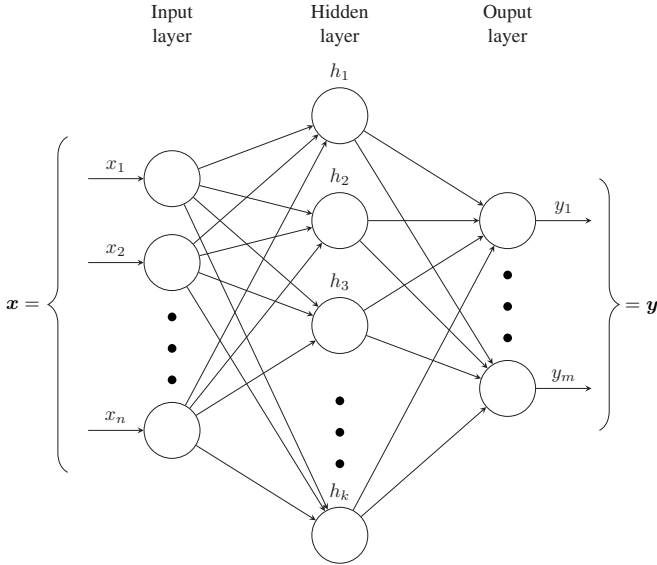 Input
layer
Hidden
layer
Ouput
layer
h₁
x₁
h₂
y₁
x₂
h₃
x =
= y
yₘ
xₙ
hₖ